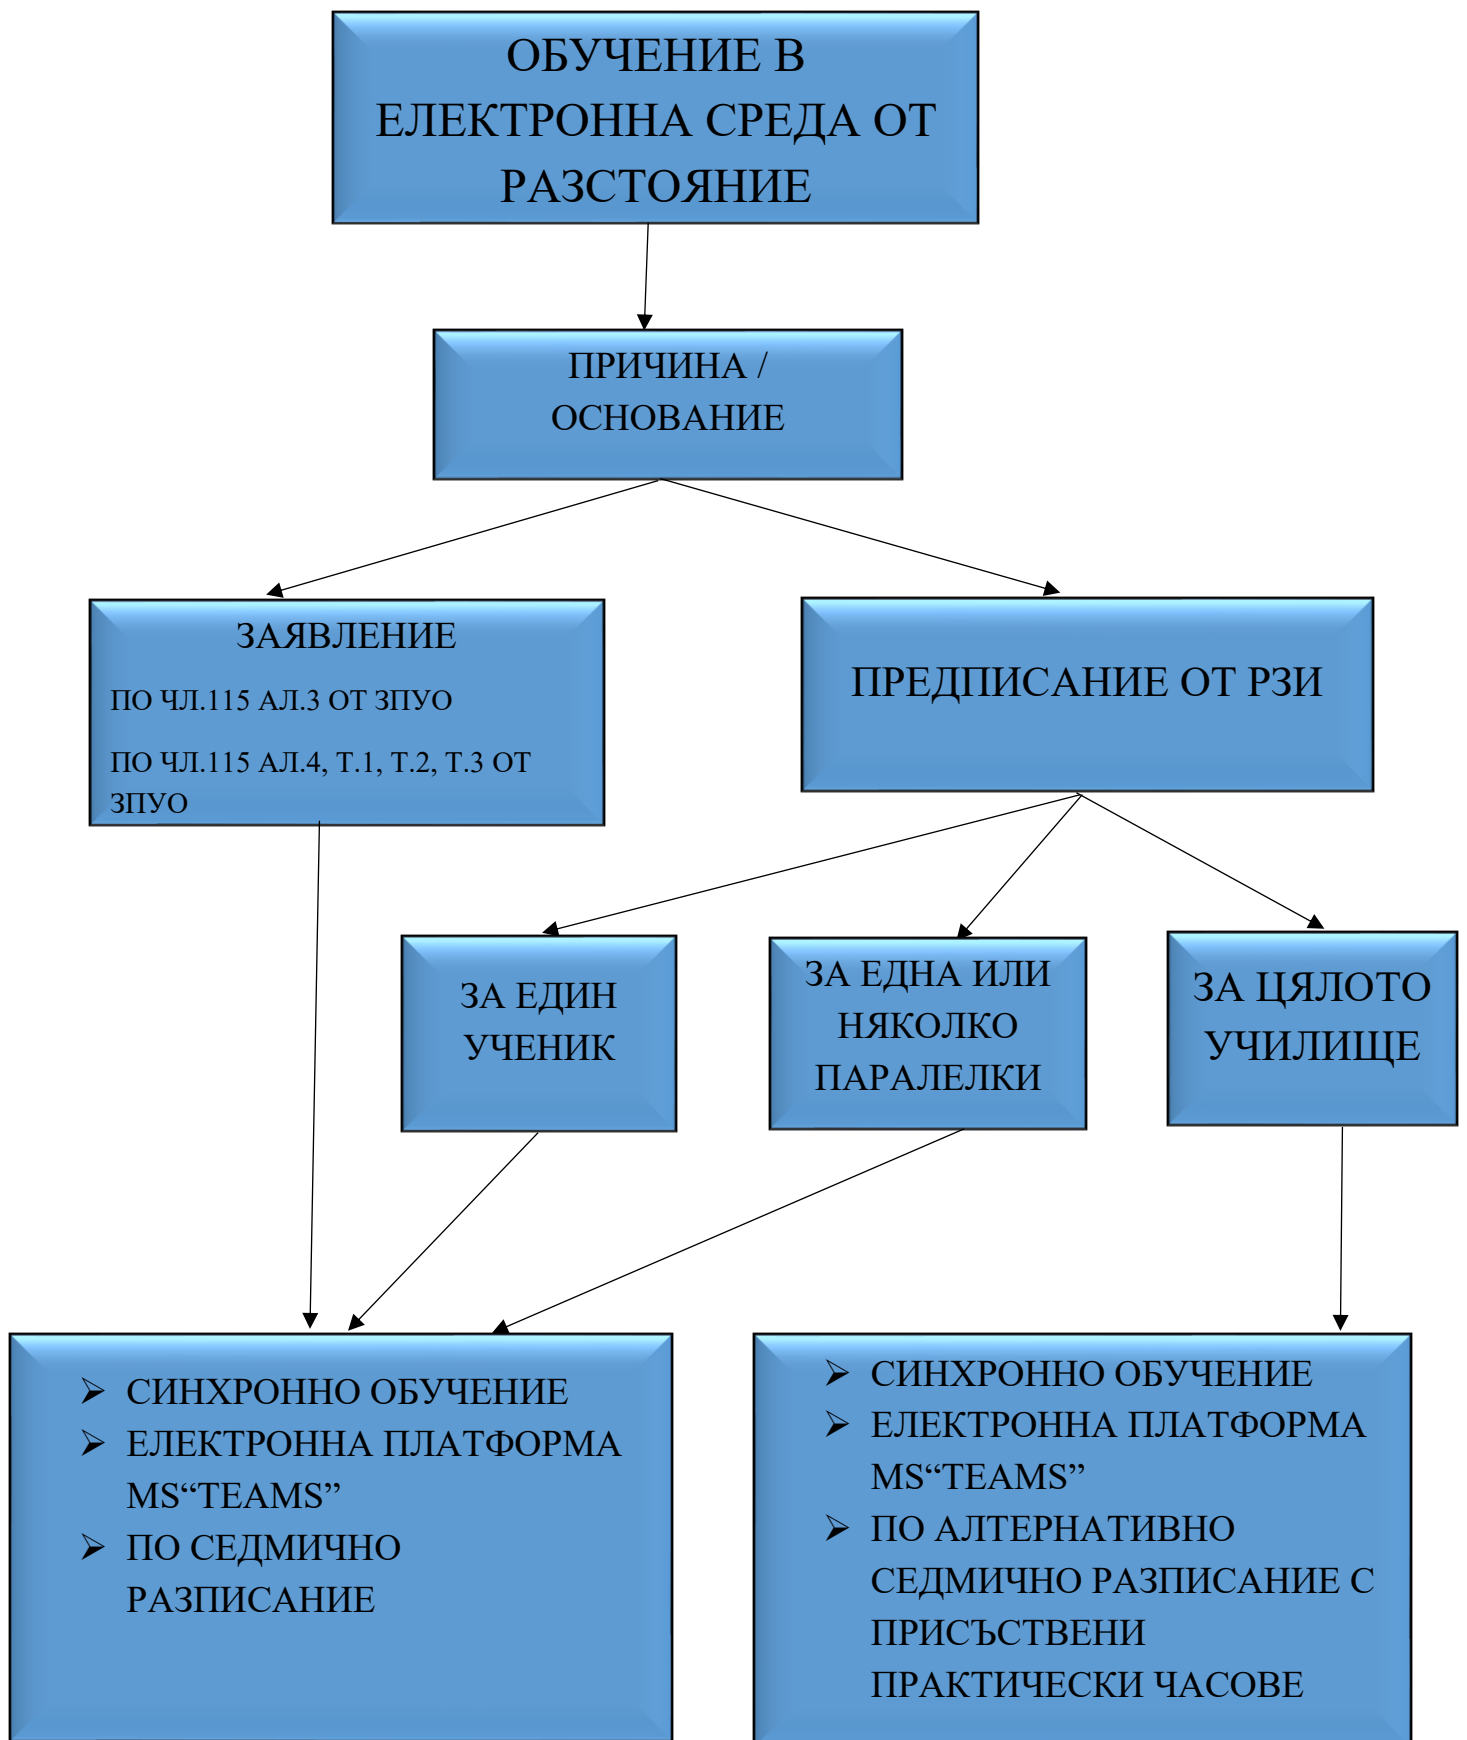 ОБУЧЕНИЕ В
ЕЛЕКТРОННА СРЕДА ОТ
РАЗСТОЯНИЕ
ПРИЧИНА /
ОСНОВАНИЕ
ЗАЯВЛЕНИЕ
ПО ЧЛ.115 АЛ.3 ОТ ЗПУО
ПО ЧЛ.115 АЛ.4, Т.1, Т.2, Т.3 ОТ
ЗПУО
ПРЕДПИСАНИЕ ОТ РЗИ
ЗА ЕДИН
УЧЕНИК
ЗА ЕДНА ИЛИ
НЯКОЛКО
ПАРАЛЕЛКИ
ЗА ЦЯЛОТО
УЧИЛИЩЕ
➢ СИНХРОННО ОБУЧЕНИЕ
➢ ЕЛЕКТРОННА ПЛАТФОРМА
MS“TEAMS”
➢ ПО СЕДМИЧНО
РАЗПИСАНИЕ
➢ СИНХРОННО ОБУЧЕНИЕ
➢ ЕЛЕКТРОННА ПЛАТФОРМА
MS“TEAMS”
➢ ПО АЛТЕРНАТИВНО
СЕДМИЧНО РАЗПИСАНИЕ С
ПРИСЪСТВЕНИ
ПРАКТИЧЕСКИ ЧАСОВЕ